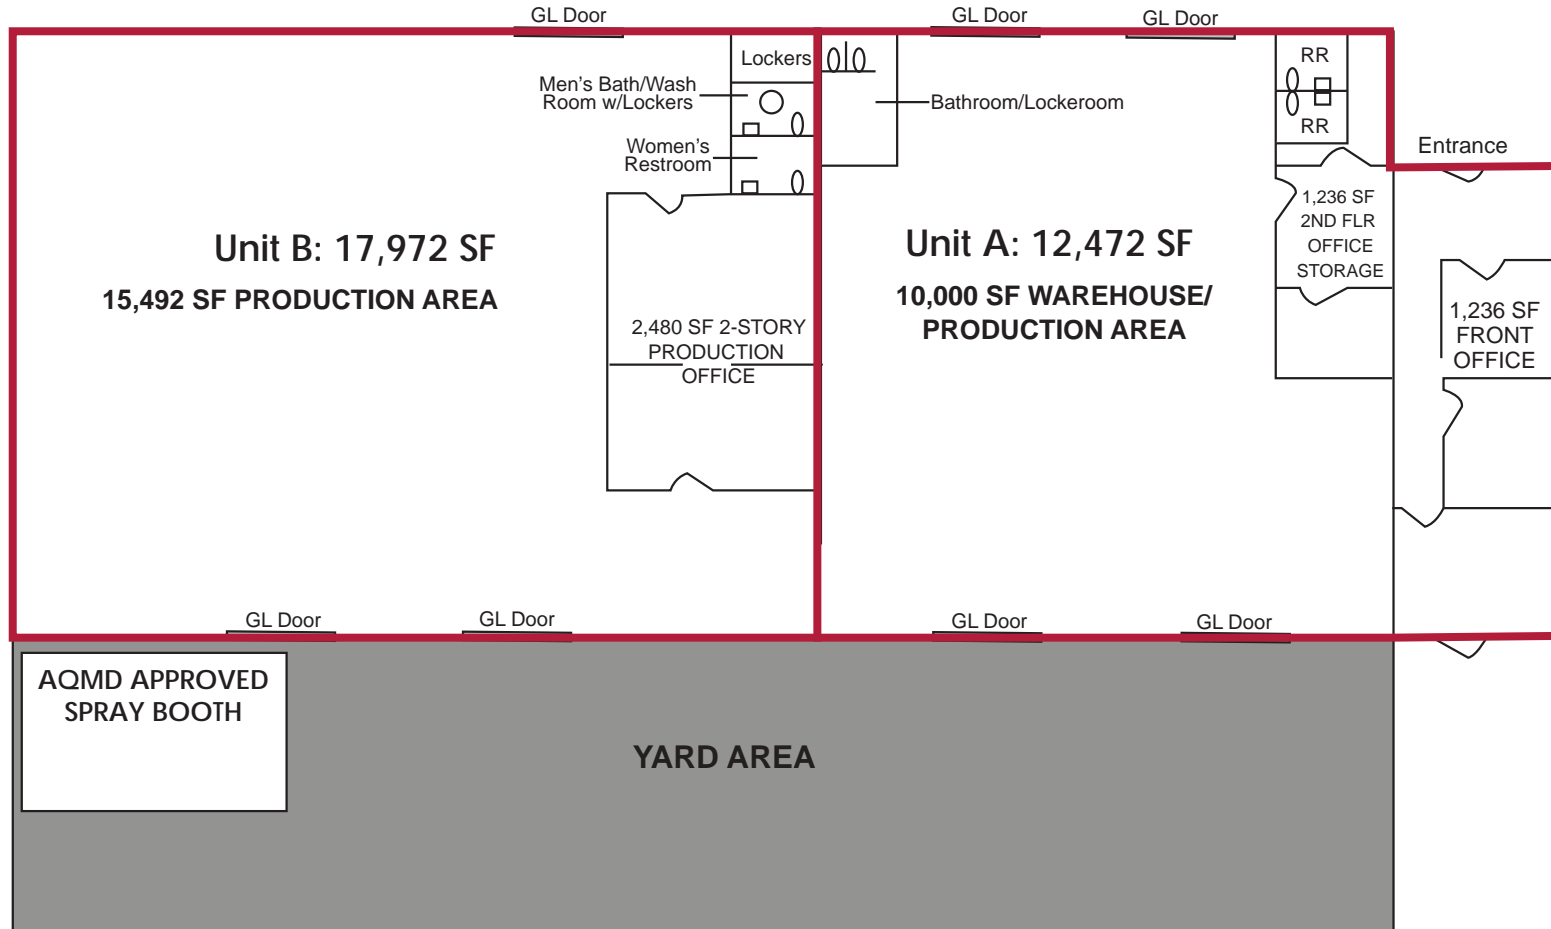 GL Door
GL Door
GL Door
Lockers
Men's Bath/Wash
Room w/Lockers
Women's
Restroom
Bathroom/Lockeroom
RR
RR
Entrance
Unit B: 17,972 SF
15,492 SF PRODUCTION AREA
2,480 SF 2-STORY
PRODUCTION
OFFICE
Unit A: 12,472 SF
10,000 SF WAREHOUSE/
PRODUCTION AREA
1,236 SF
2ND FLR
OFFICE
STORAGE
1,236 SF
FRONT
OFFICE
GL Door
GL Door
GL Door
GL Door
AQMD APPROVED
SPRAY BOOTH
YARD AREA